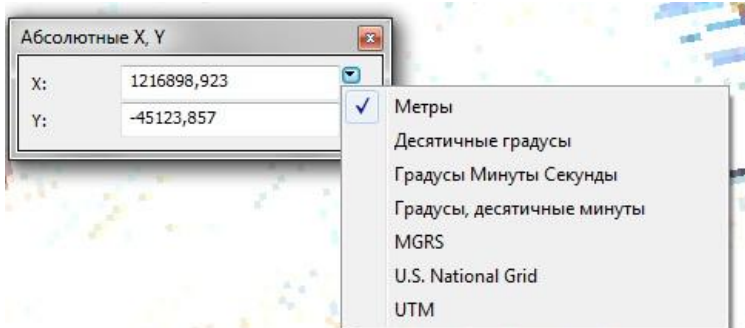 Абсолютные X, Y
X: 1216898,923
Y: -45123,857
Метры
Десятичные градусы
Градусы Минуты Секунды
Градусы, десятичные минуты
MGRS
U.S. National Grid
UTM